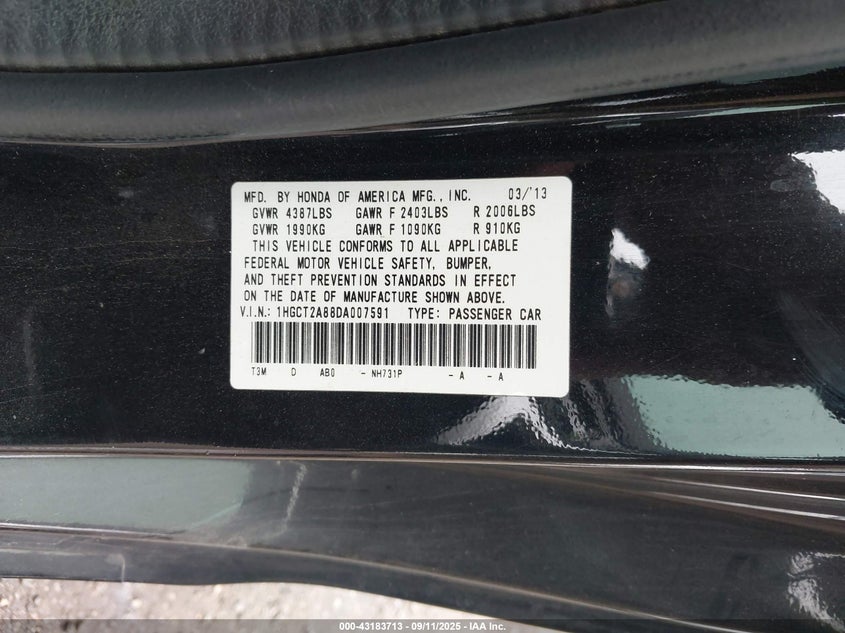 MFD. BY HONDA OF AMERICA MFG., INC. 03/'13
GVWR 4387LBS GAWR F 2403LBS R 2006LBS
GVWR 1990KG GAWR F 1090KG R 910KG
THIS VEHICLE CONFORMS TO ALL APPLICABLE
FEDERAL MOTOR VEHICLE SAFETY, BUMPER,
AND THEFT PREVENTION STANDARDS IN EFFECT
ON THE DATE OF MANUFACTURE SHOWN ABOVE.
V.I.N.: 1HGCT2A88DA007591 TYPE: PASSENGER CAR
T3M D AB0 - NH731P - A - A
000-43183713 - 09/11/2025 - IAA Inc.